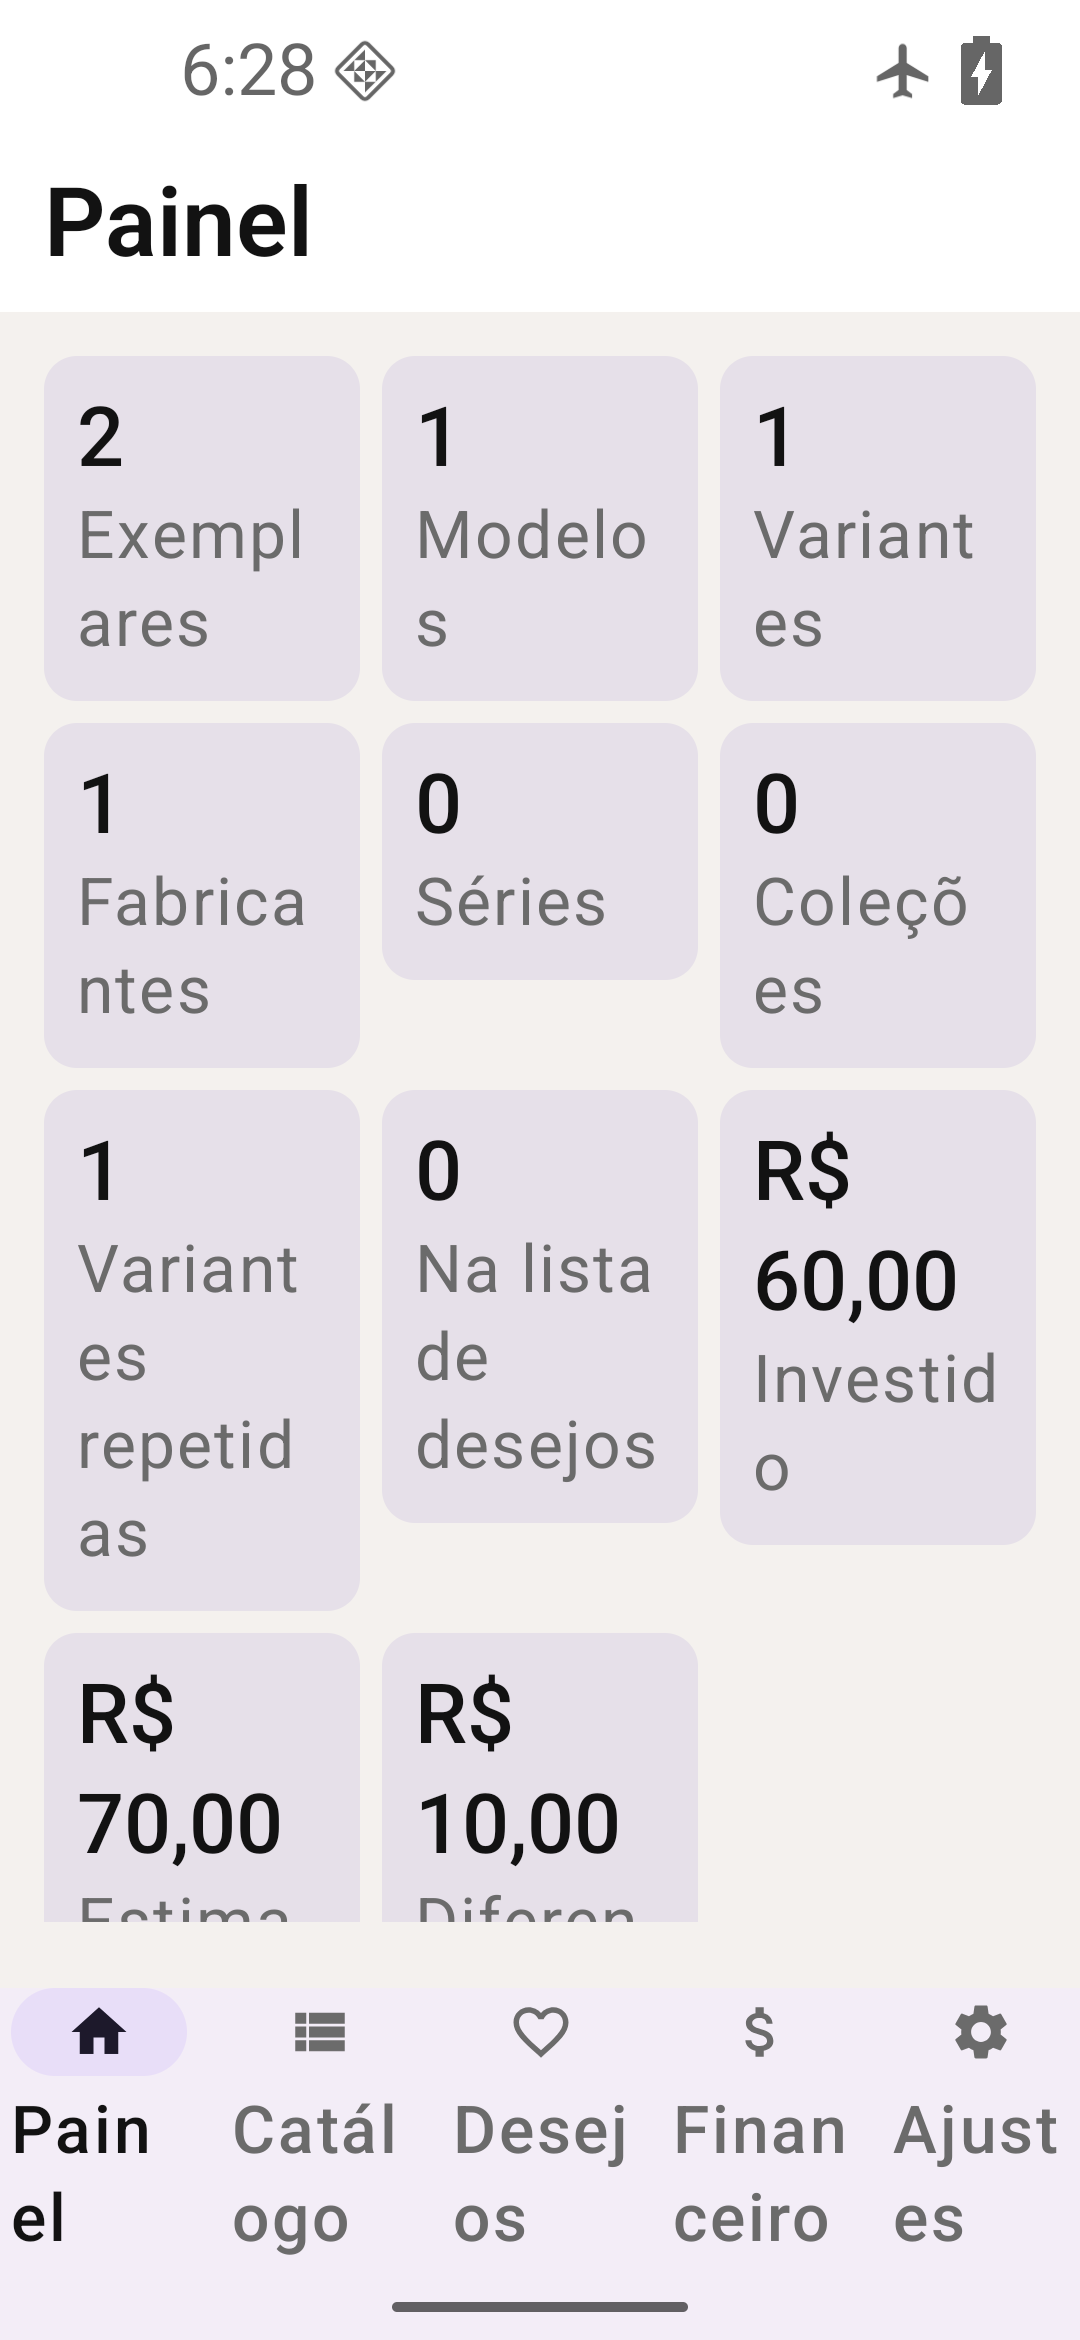 6:28
Painel
2
Exempl
ares
1
Modelo
s
1
Variant
es
1
Fabrica
ntes
0
Séries
0
Coleçõ
es
1
Variant
es
repetid
as
0
Na lista
de
desejos
R$
60,00
Investid
o
R$
70,00
Estima
R$
10,00
Diferen
Pain
el
Catál
ogo
Desej
os
Finan
ceiro
Ajust
es